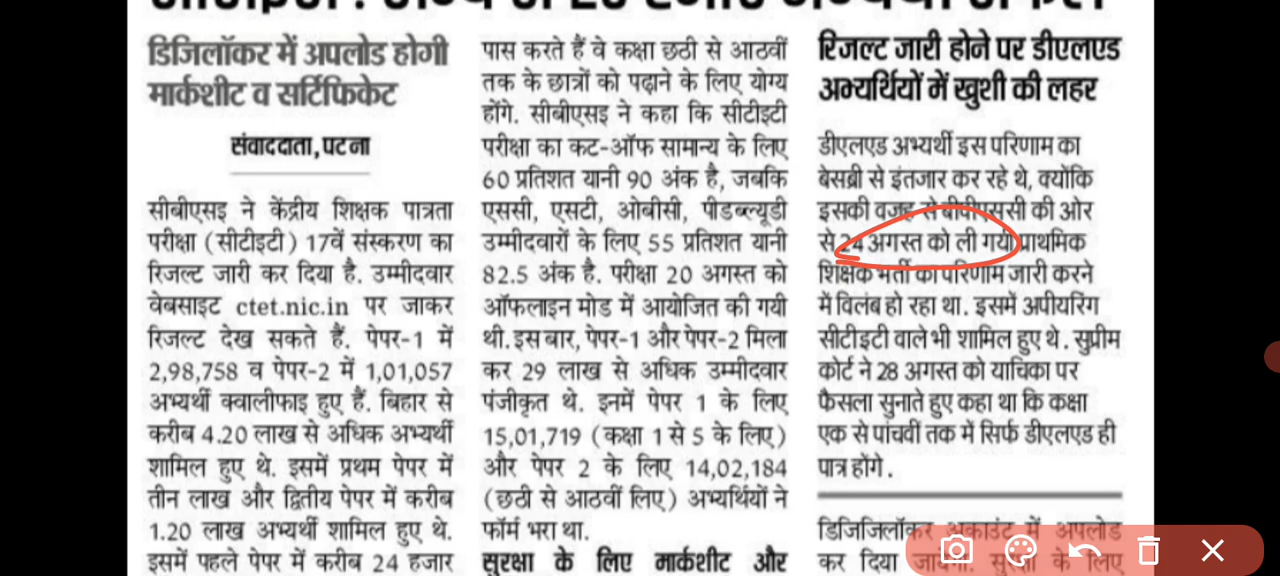 डिजिलॉकर में अपलोड होगी
मार्कशीट व सर्टिफिकेट
संवाददाता, पटना
सीबीएसइ ने केंद्रीय शिक्षक पात्रता
परीक्षा (सीटीइटी) 17वें संस्करण का
रिजल्ट जारी कर दिया है. उम्मीदवार
वेबसाइट ctet.nic.in पर जाकर
रिजल्ट देख सकते हैं. पेपर-1 में
2,98,758 व पेपर-2 में 1,01,057
अभ्यर्थी क्वालीफाइ हुए हैं. बिहार से
करीब 4.20 लाख से अधिक अभ्यर्थी
शामिल हुए थे. इसमें प्रथम पेपर में
तीन लाख और द्वितीय पेपर में करीब
1.20 लाख अभ्यर्थी शामिल हुए थे.
इसमें पहले पेपर में करीब 24 हजार
पास करते हैं वे कक्षा छठी से आठवीं
तक के छात्रों को पढ़ाने के लिए योग्य
होंगे. सीबीएसइ ने कहा कि सीटीइटी
परीक्षा का कट-ऑफ सामान्य के लिए
60 प्रतिशत यानी 90 अंक है, जबकि
एससी, एसटी, ओबीसी, पीडब्ल्यूडी
उम्मीदवारों के लिए 55 प्रतिशत यानी
82.5 अंक है. परीक्षा 20 अगस्त को
ऑफलाइन मोड में आयोजित की गयी
थी. इस बार, पेपर-1 और पेपर-2 मिला
कर 29 लाख से अधिक उम्मीदवार
पंजीकृत थे. इनमें पेपर 1 के लिए
15,01,719 (कक्षा 1 से 5 के लिए)
और पेपर 2 के लिए 14,02,184
(छठी से आठवीं लिए) अभ्यर्थियों ने
फॉर्म भरा था.
सुरक्षा के लिए मार्कशीट और
रिजल्ट जारी होने पर डीएलएड
अभ्यर्थियों में खुशी की लहर
डीएलएड अभ्यर्थी इस परिणाम का
बेसब्री से इंतजार कर रहे थे, क्योंकि
इसकी वजह से बीपीएससी की ओर
से 24 अगस्त को ली गयी प्राथमिक
शिक्षक भर्ती का परिणाम जारी करने
में विलंब हो रहा था. इसमें अपीयरिंग
सीटीइटी वाले भी शामिल हुए थे. सुप्रीम
कोर्ट ने 28 अगस्त को याचिका पर
फैसला सुनाते हुए कहा था कि कक्षा
एक से पांचवीं तक में सिर्फ डीएलएड ही
पात्र होंगे.
डिजिजिलॉकर अकाउंट में अपलोड
कर दिया जायेगा. सुरक्षा के लिए